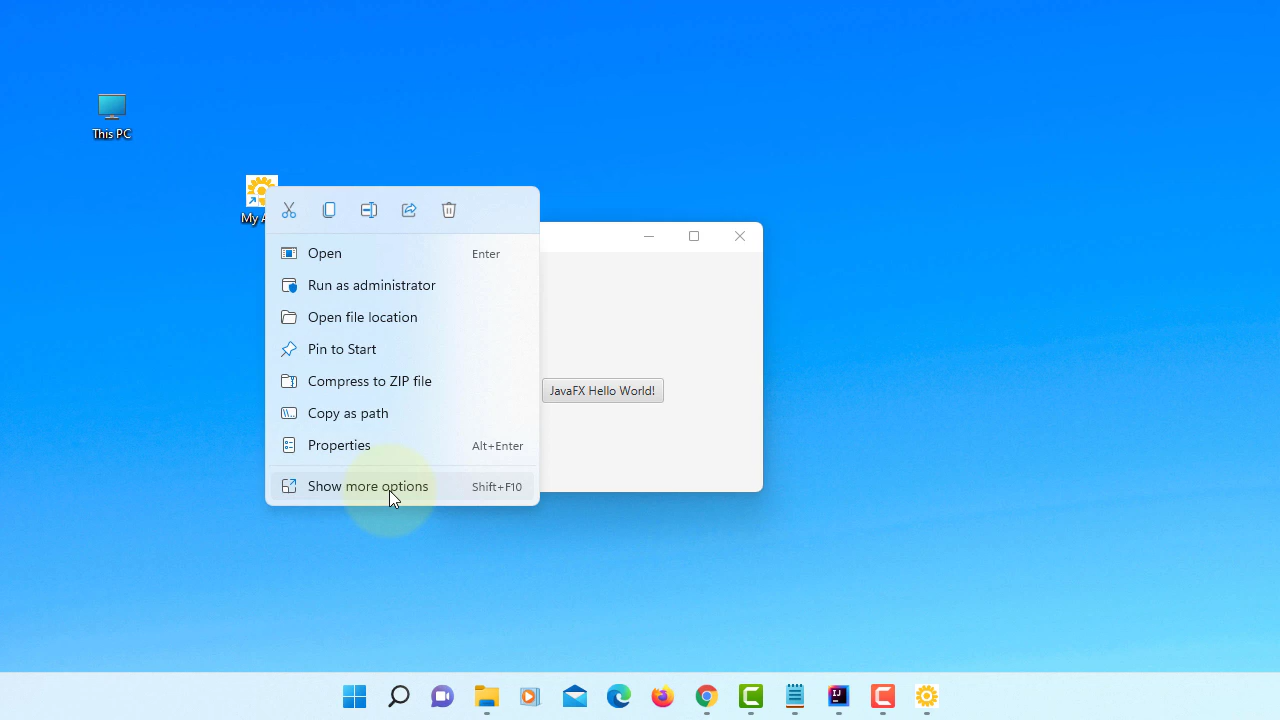 This PC
My A
Open Enter
Run as administrator
Open file location
Pin to Start
Compress to ZIP file
Copy as path
Properties Alt+Enter
Show more options Shift+F10
JavaFX Hello World!